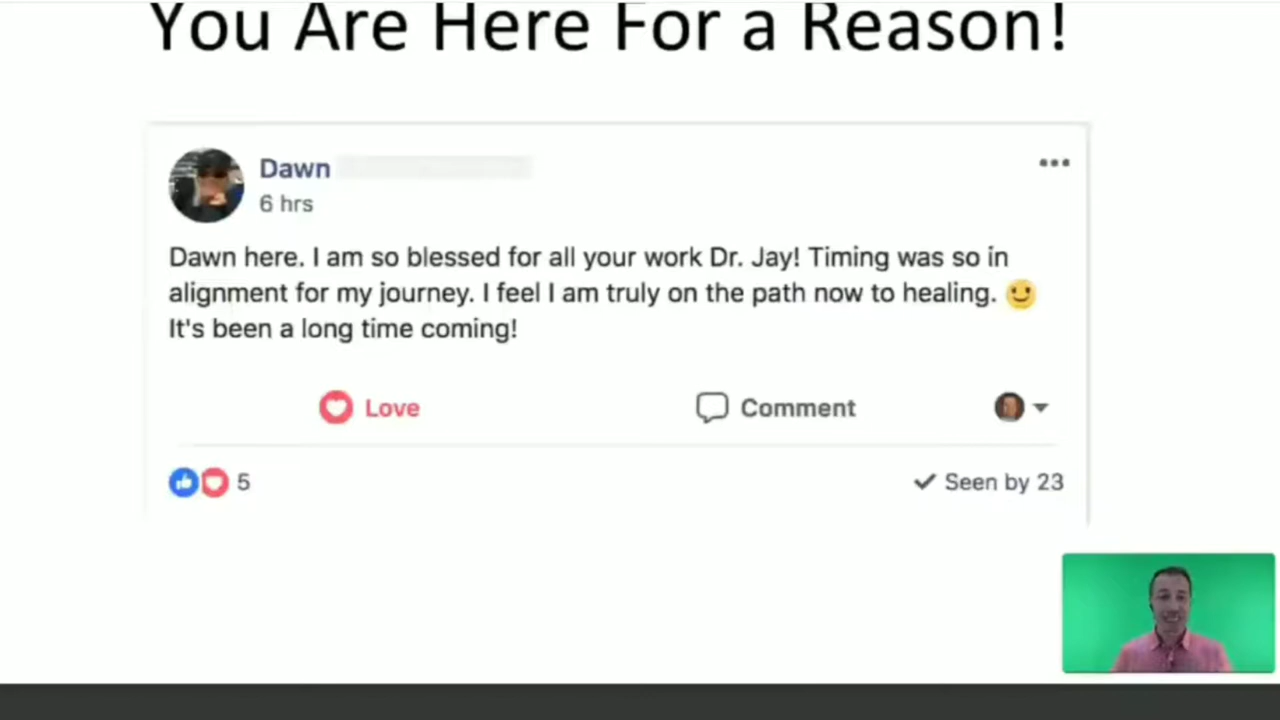 You Are Here For a Reason!
Dawn
6 hrs
Dawn here. I am so blessed for all your work Dr. Jay! Timing was so in
alignment for my journey. I feel I am truly on the path now to healing.
It's been a long time coming!
Love
Comment
5
Seen by 23